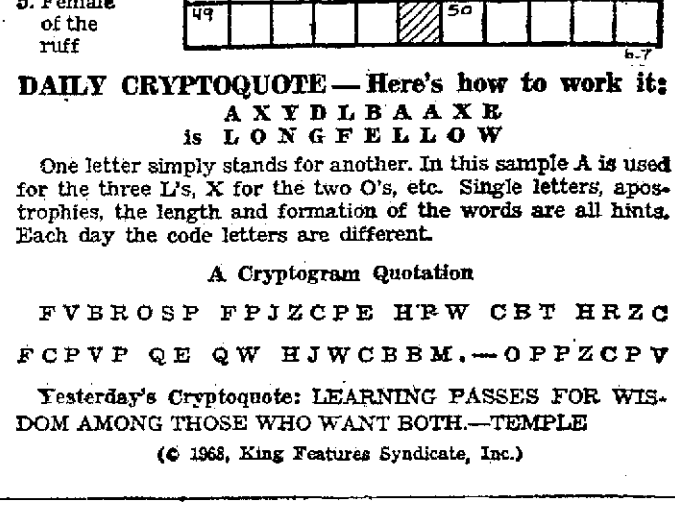 5. Female
of the
ruff
49
50
6-7
DAILY CRYPTOQUOTE — Here's how to work it:
A X Y D L B A A X R
is L O N G F E L L O W
One letter simply stands for another. In this sample A is used
for the three L's, X for the two O's, etc. Single letters, apos-
trophies, the length and formation of the words are all hints.
Each day the code letters are different.
A Cryptogram Quotation
F V B R O S P F P J Z C P E H R W C B T H R Z C
F C P V P Q E Q W H J W C B B M . — O P P Z C P V
Yesterday's Cryptoquote: LEARNING PASSES FOR WIS-
DOM AMONG THOSE WHO WANT BOTH.—TEMPLE
(© 1968, King Features Syndicate, Inc.)